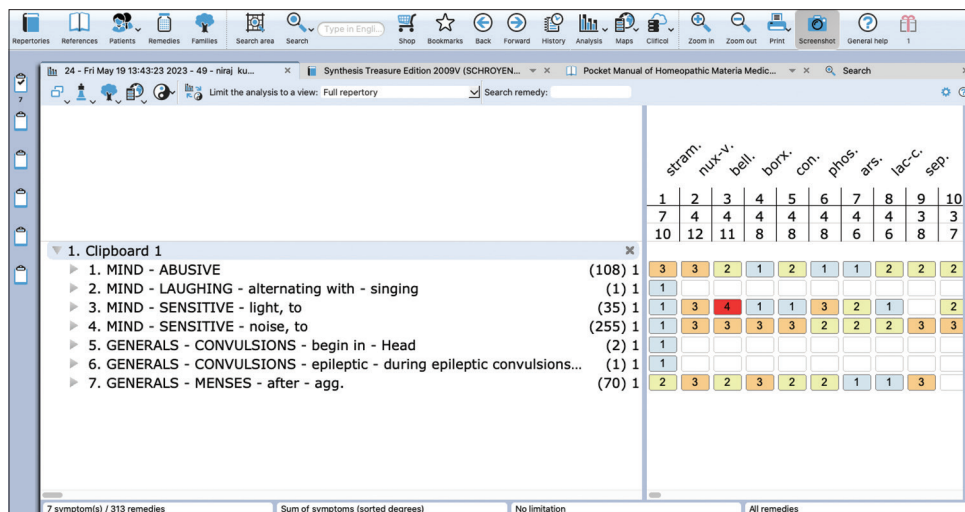 Repertories References Patients Remedies Families Search area Search Type in Engli... Shop Bookmarks Back Forward History Analysis Maps Clificol Zoom in Zoom out Print Screenshot General help 1
24 - Fri May 19 13:43:23 2023 - 49 - niraj ku... × Synthesis Treasure Edition 2009V (SCHROYEN... × Pocket Manual of Homeopathic Materia Medic... × Search
7
Limit the analysis to a view: Full repertory Search remedy:
stram. nux-v. bell. borx. con. phos. ars. lac-c. sep.
1 2 3 4 5 6 7 8 9 10
7 4 4 4 4 4 4 4 3 3
10 12 11 8 8 8 6 6 8 7
1. Clipboard 1
1. MIND - ABUSIVE (108) 1 3 3 2 1 2 1 1 2 2 2
2. MIND - LAUGHING - alternating with - singing (1) 1 1
3. MIND - SENSITIVE - light, to (35) 1 1 3 4 1 1 3 2 1 2
4. MIND - SENSITIVE - noise, to (255) 1 1 3 3 3 3 2 2 2 3 3
5. GENERALS - CONVULSIONS - begin in - Head (2) 1 1
6. GENERALS - CONVULSIONS - epileptic - during epileptic convulsions... (1) 1 1
7. GENERALS - MENSES - after - agg. (70) 1 2 3 2 3 2 2 1 1 3
7 symptom(s) / 313 remedies Sum of symptoms (sorted degrees) No limitation All remedies